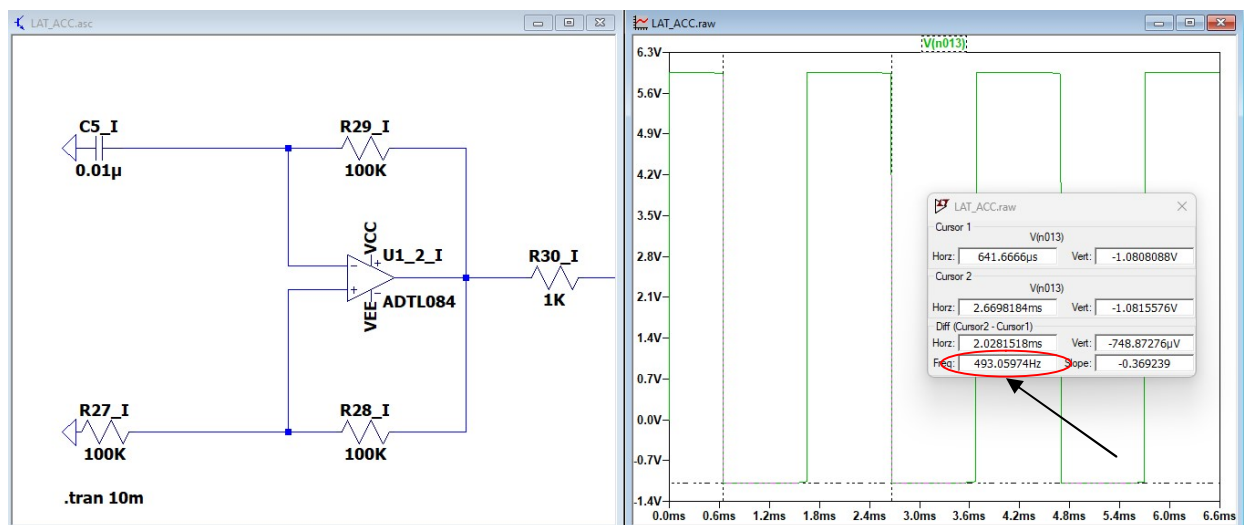 LAT_ACC.asc
C5_I
0.01µ
R29_I
100K
VCC
U1_2_I
ADTL084
VEE
R30_I
1K
R27_I
100K
R28_I
100K
.tran 10m
LAT_ACC.raw
V(n013)
6.3V
5.6V
4.9V
4.2V
3.5V
2.8V
2.1V
1.4V
0.7V
0.0V
-0.7V
-1.4V
0.0ms 0.6ms 1.2ms 1.8ms 2.4ms 3.0ms 3.6ms 4.2ms 4.8ms 5.4ms 6.0ms 6.6ms
LAT_ACC.raw
Cursor 1
V(n013)
Horz: 641.6666µs Vert: -1.0808088V
Cursor 2
V(n013)
Horz: 2.6698184ms Vert: -1.0815576V
Diff (Cursor2 - Cursor1)
Horz: 2.0281518ms Vert: -748.87276µV
Freq: 493.05974Hz Slope: -0.369239